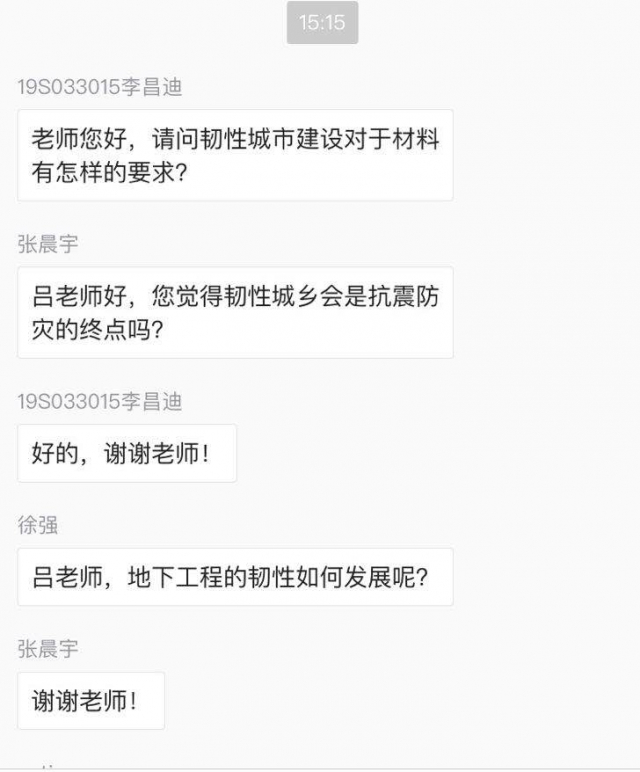 15:15
19S033015李昌迪
老师您好，请问韧性城市建设对于材料
有怎样的要求?
张晨宇
吕老师好，您觉得韧性城乡会是抗震防
灾的终点吗?
19S033015李昌迪
好的，谢谢老师!
徐强
吕老师，地下工程的韧性如何发展呢?
张晨宇
谢谢老师!